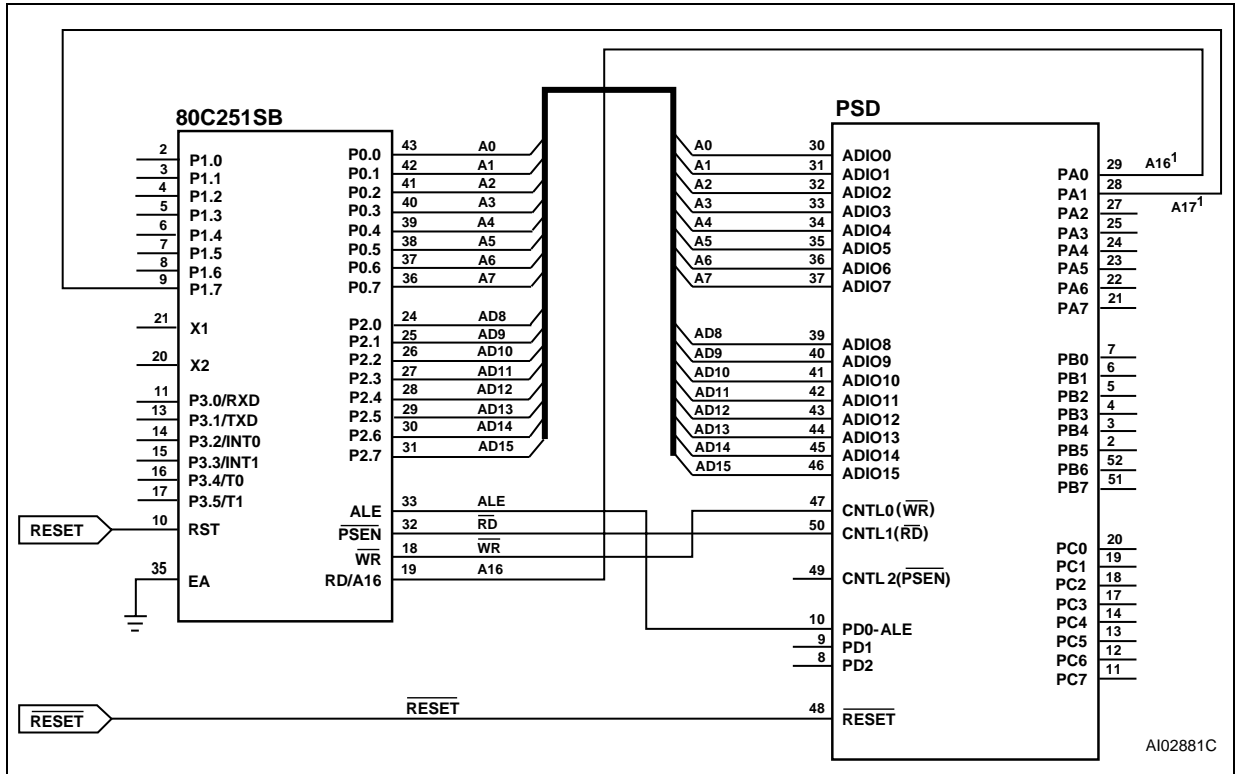 80C251SB
2 P1.0
3 P1.1
4 P1.2
5 P1.3
6 P1.4
7 P1.5
8 P1.6
9 P1.7
21 X1
20 X2
11 P3.0/RXD
13 P3.1/TXD
14 P3.2/INT0
15 P3.3/INT1
16 P3.4/T0
17 P3.5/T1
RESET 10 RST
35 EA
P0.0 43 A0
P0.1 42 A1
P0.2 41 A2
P0.3 40 A3
P0.4 39 A4
P0.5 38 A5
P0.6 37 A6
P0.7 36 A7
P2.0 24 AD8
P2.1 25 AD9
P2.2 26 AD10
P2.3 27 AD11
P2.4 28 AD12
P2.5 29 AD13
P2.6 30 AD14
P2.7 31 AD15
ALE 33 ALE
PSEN 32 RD
WR 18 WR
RD/A16 19 A16
PSD
A0 30 ADIO0
A1 31 ADIO1
A2 32 ADIO2
A3 33 ADIO3
A4 34 ADIO4
A5 35 ADIO5
A6 36 ADIO6
A7 37 ADIO7
AD8 39 ADIO8
AD9 40 ADIO9
AD10 41 ADIO10
AD11 42 ADIO11
AD12 43 ADIO12
AD13 44 ADIO13
AD14 45 ADIO14
AD15 46 ADIO15
47 CNTL0(WR)
50 CNTL1(RD)
49 CNTL 2(PSEN)
10 PD0-ALE
9 PD1
8 PD2
RESET RESET 48 RESET
PA0 29 A16¹
PA1 28 A17¹
PA2 27
PA3 25
PA4 24
PA5 23
PA6 22
PA7 21
PB0 7
PB1 6
PB2 5
PB3 4
PB4 3
PB5 2
PB6 52
PB7 51
PC0 20
PC1 19
PC2 18
PC3 17
PC4 14
PC5 13
PC6 12
PC7 11
AI02881C